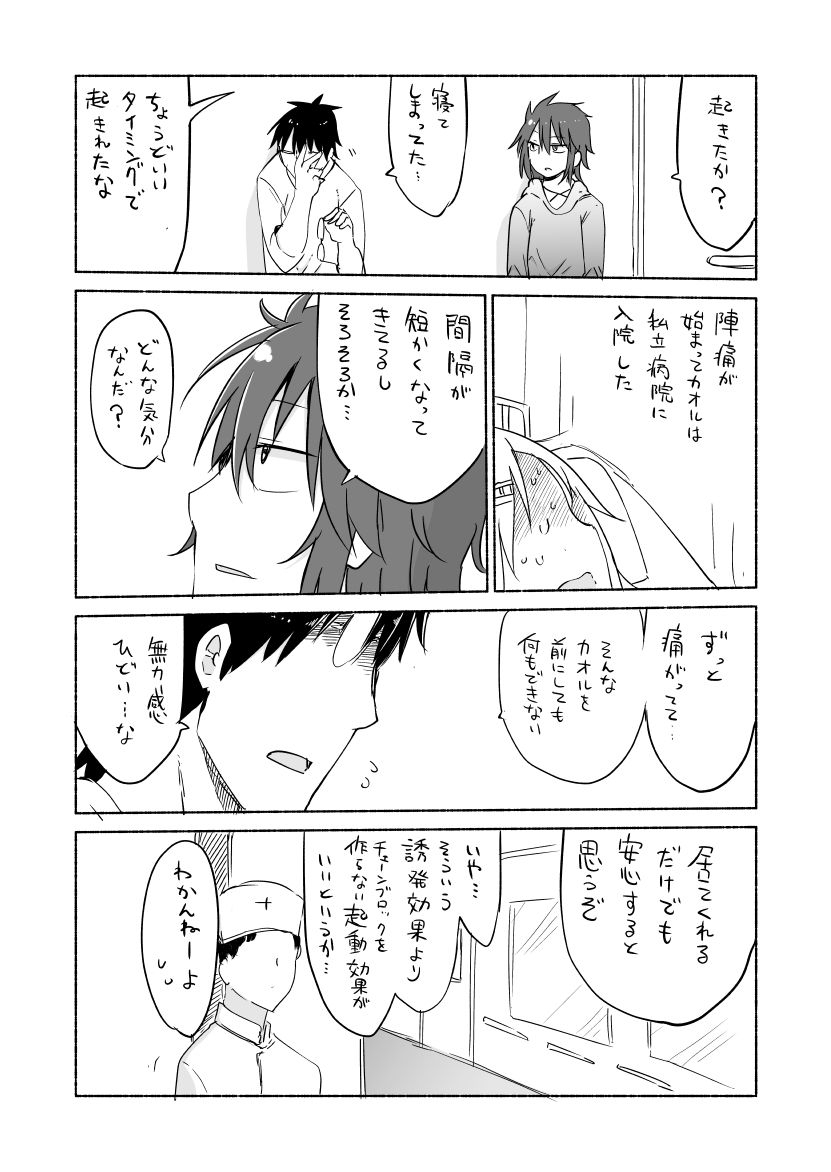 起きたか？
寝て
しまってた…
ちょうどいい
タイミングで
起きれたな
陣痛が
始まってカオルは
私立病院に
入院した
間隔が
短かくなって
きてるし
そろそろか…
どんな気分
なんだ？
ずっと
痛がってて…
そんな
カオルを
前にしても
何もできない
無力感
ひどい…な
居てくれる
だけでも
安心すると
思うぞ
いや…
そういう
誘発効果より
チェーンブロックを
作らない起動効果が
いいというか…
わかんねーよ